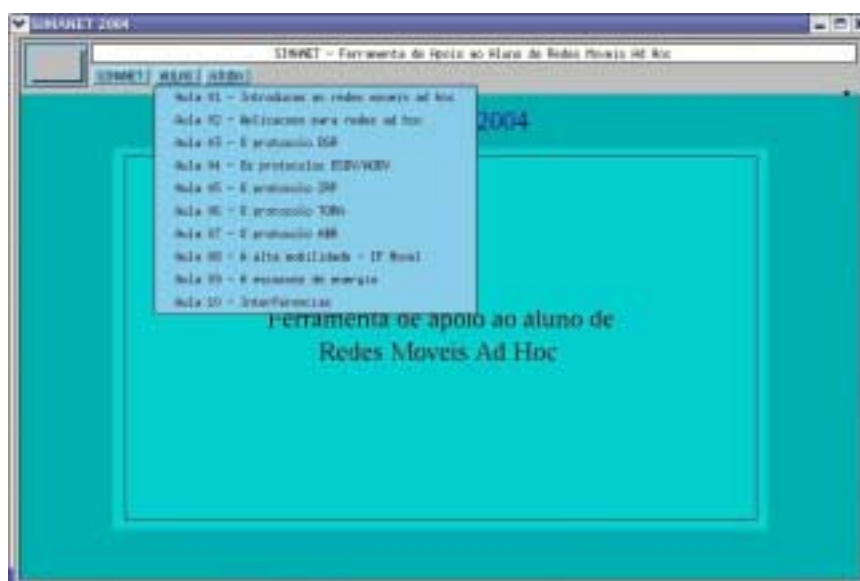 SIMANET 2004
SIMANET - Ferramenta de Apoio ao Aluno de Redes Moveis Ad Hoc
SIMANET AULAS AJUDA
Aula 01 - Introducao as redes moveis ad hoc
Aula 02 - Aplicacoes para redes ad hoc
2004
Aula 03 - O protocolo DSR
Aula 04 - Os protocolos DSDV/AODV
Aula 05 - O protocolo ZRP
Aula 06 - O protocolo TORA
Aula 07 - O protocolo ABR
Aula 08 - A alta mobilidade - IP Movel
Aula 09 - A escassez de energia
Aula 10 - Interferencias
Ferramenta de apoio ao aluno de
Redes Moveis Ad Hoc